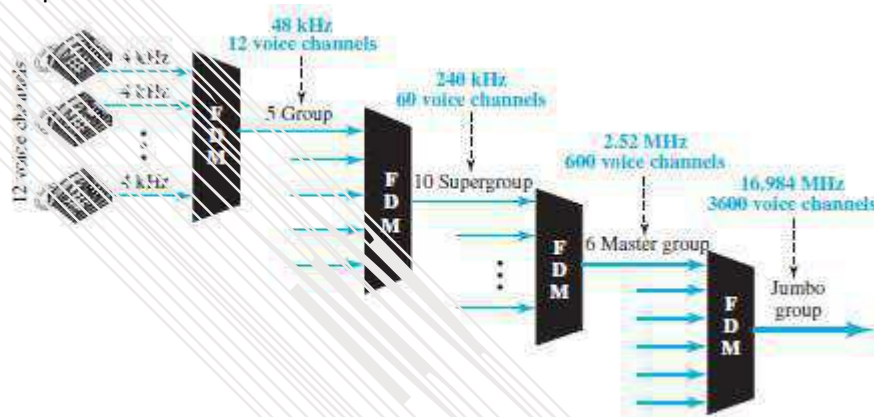 48 kHz
12 voice channels
4 kHz
4 kHz
12 voice channels
F
D
M
5 Group
240 kHz
60 voice channels
F
D
M
10 Supergroup
2.52 MHz
600 voice channels
F
D
M
6 Master group
16.984 MHz
3600 voice channels
F
D
M
Jumbo
group